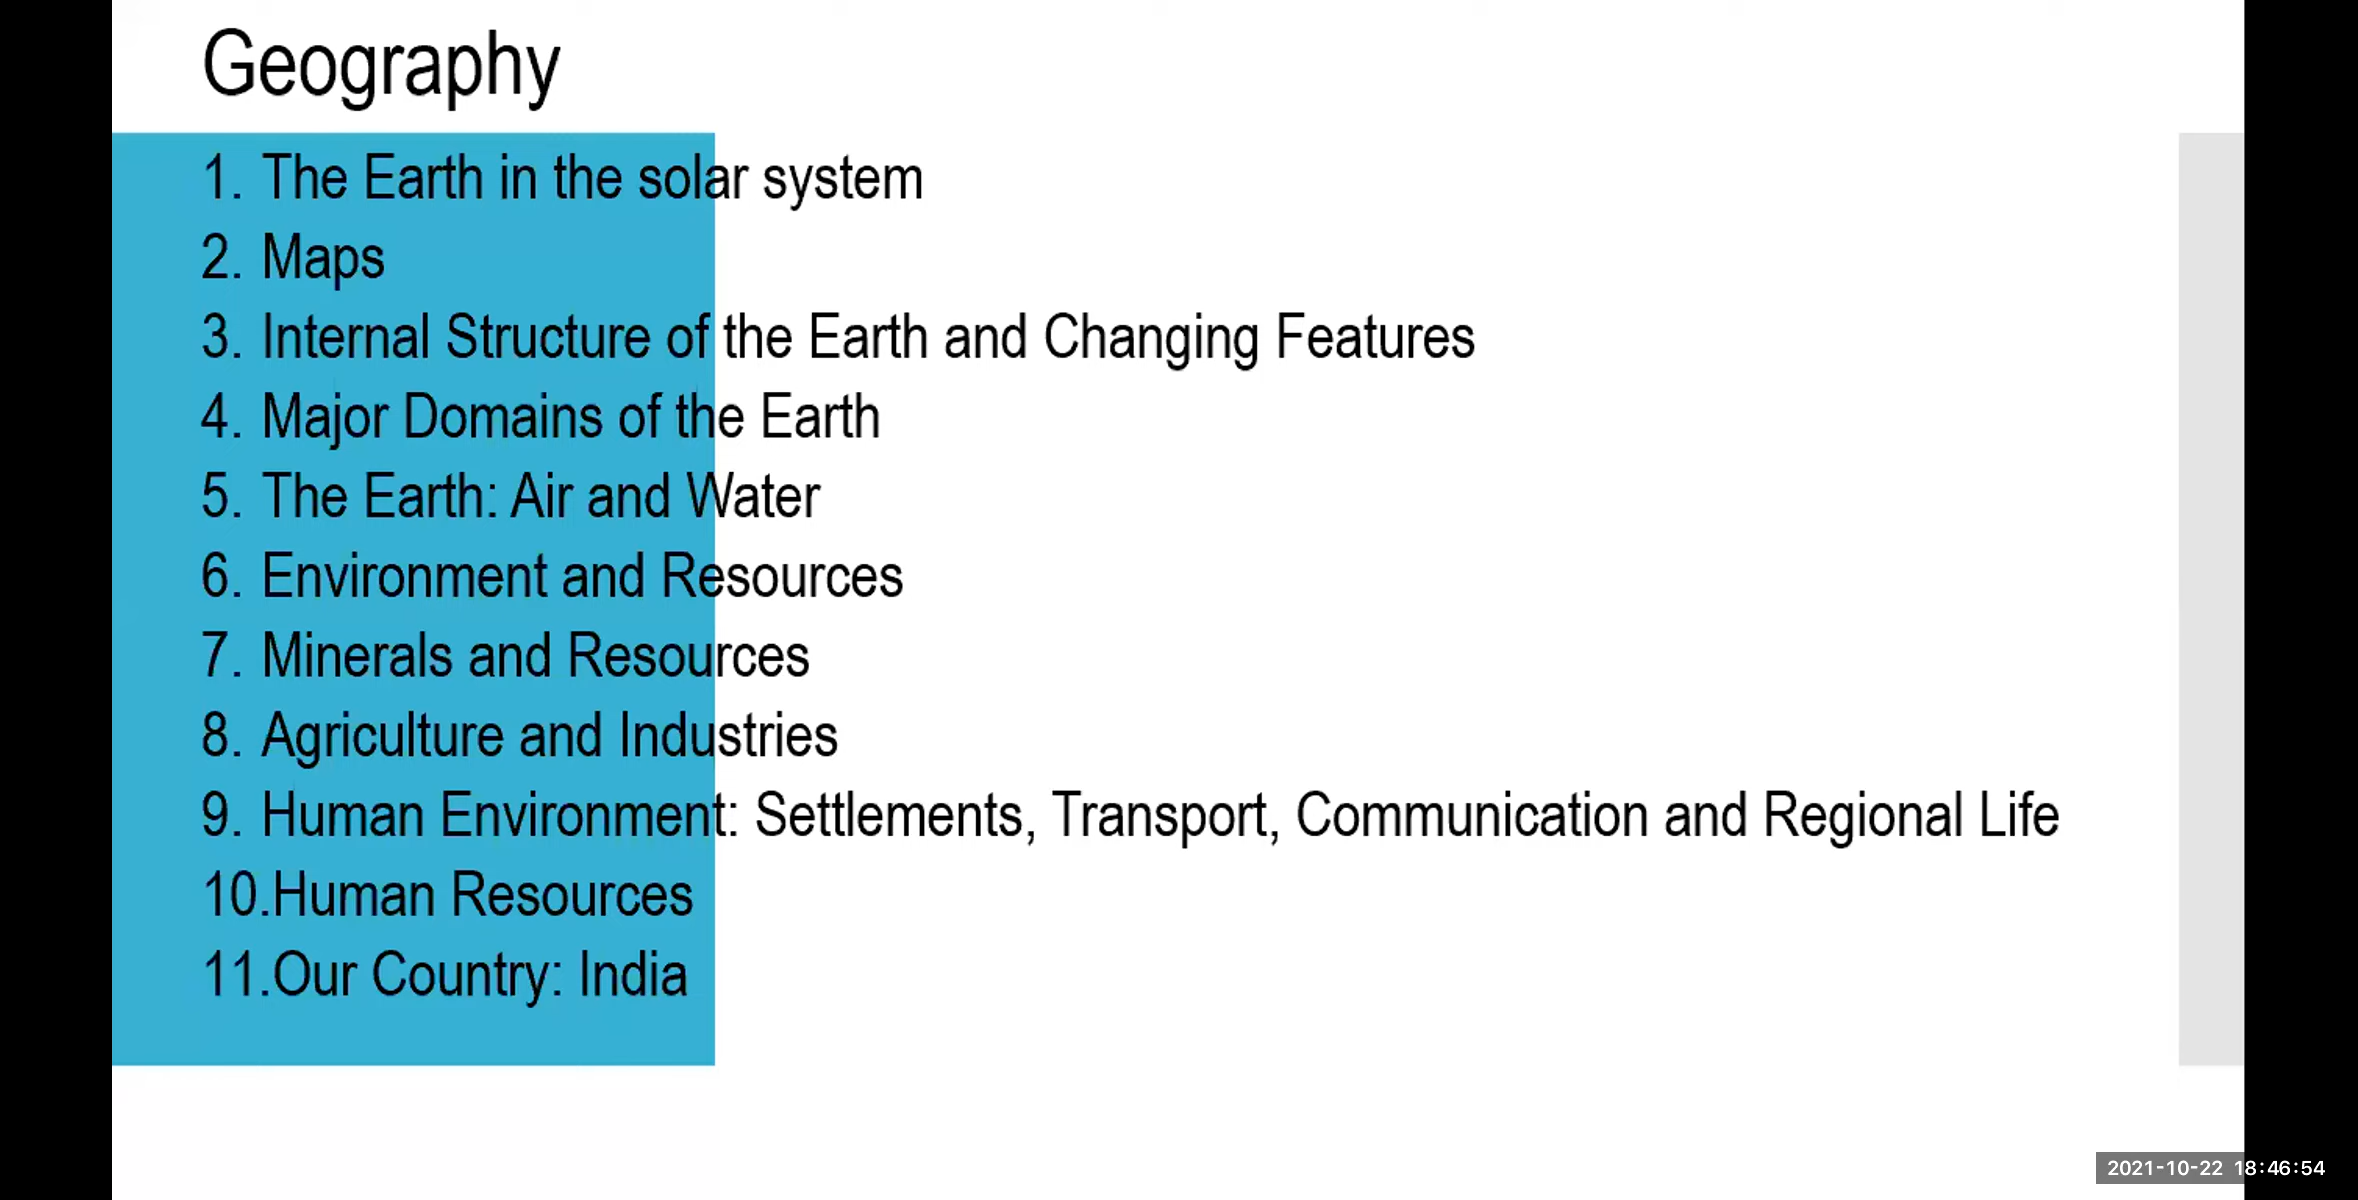 Geography
1. The Earth in the solar system
2. Maps
3. Internal Structure of the Earth and Changing Features
4. Major Domains of the Earth
5. The Earth: Air and Water
6. Environment and Resources
7. Minerals and Resources
8. Agriculture and Industries
9. Human Environment: Settlements, Transport, Communication and Regional Life
10.Human Resources
11.Our Country: India
2021-10-22 18:46:54